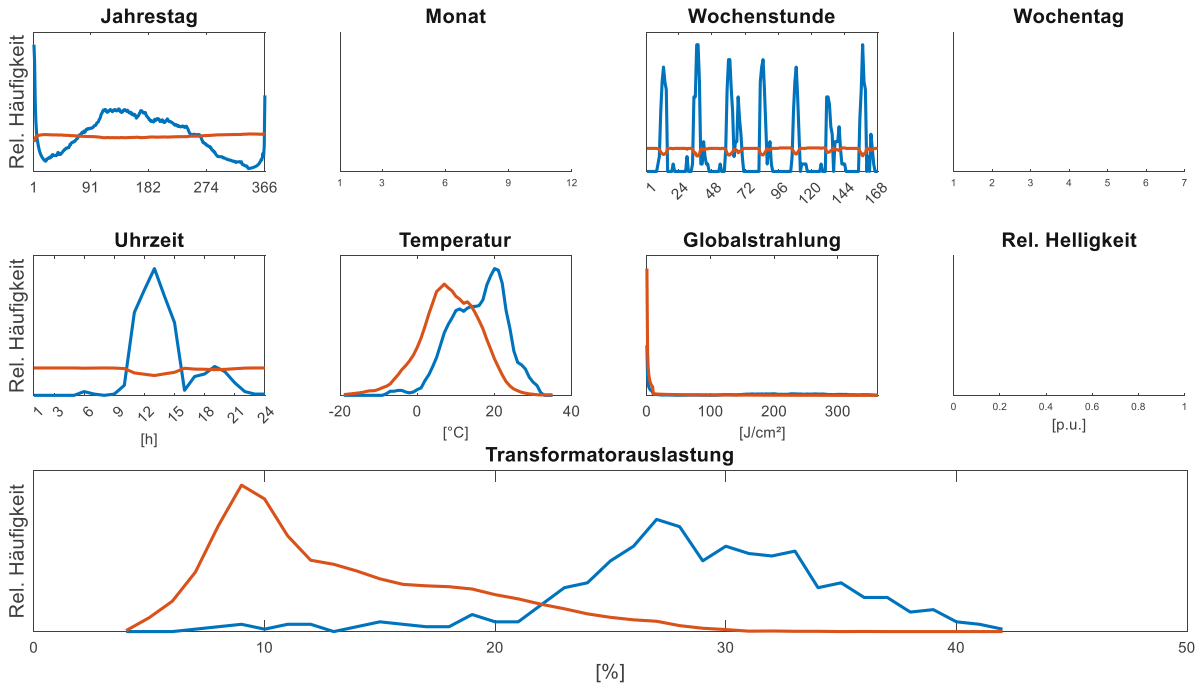 Jahrestag Monat Wochenstunde Wochentag
Rel. Häufigkeit
1 91 182 274 366
1 3 6 9 12
1 24 48 72 96 120 144 168
1 2 3 4 5 6 7
Uhrzeit Temperatur Globalstrahlung Rel. Helligkeit
Rel. Häufigkeit
1 3 6 9 12 15 18 21 24
-20 0 20 40
0 100 200 300
0 0.2 0.4 0.6 0.8 1
[h] [°C] [J/cm²] [p.u.]
Transformatorauslastung
Rel. Häufigkeit
0 10 20 30 40 50
[%]